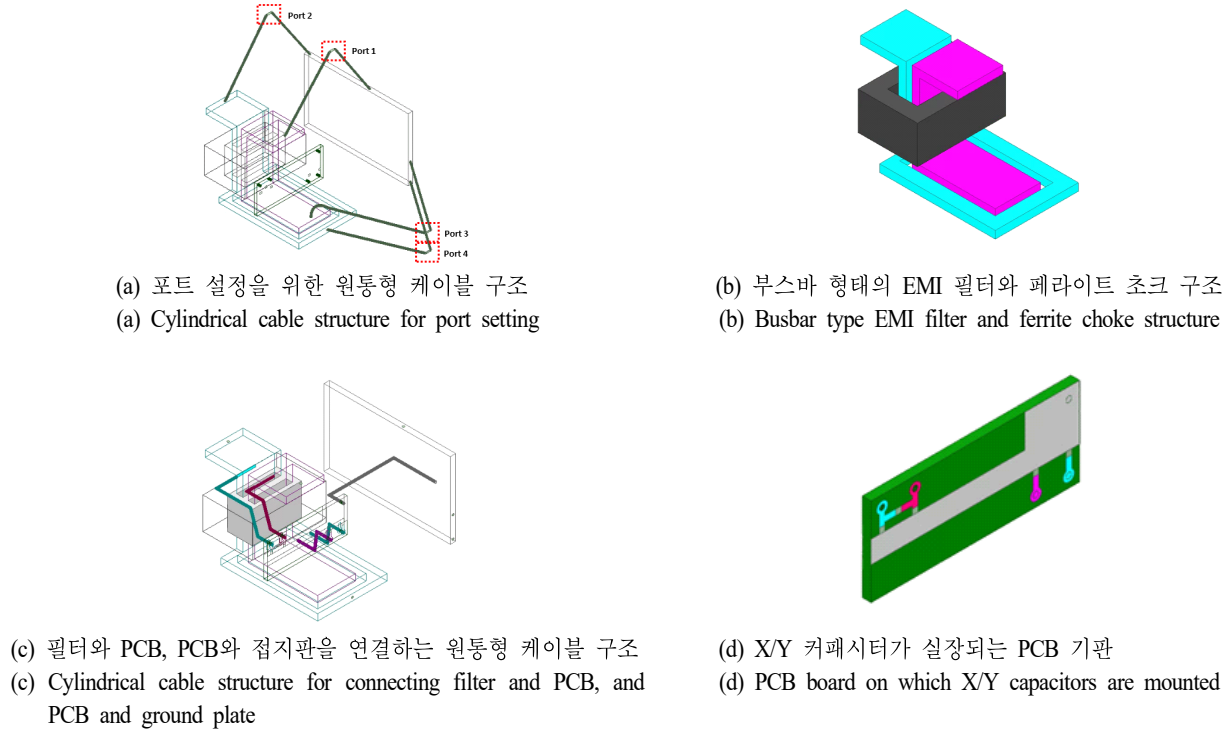 Port 2
Port 1
Port 3
Port 4
(a) 포트 설정을 위한 원통형 케이블 구조
(a) Cylindrical cable structure for port setting
(b) 부스바 형태의 EMI 필터와 페라이트 초크 구조
(b) Busbar type EMI filter and ferrite choke structure
(c) 필터와 PCB, PCB와 접지판을 연결하는 원통형 케이블 구조
(c) Cylindrical cable structure for connecting filter and PCB, and
PCB and ground plate
(d) X/Y 커패시터가 실장되는 PCB 기판
(d) PCB board on which X/Y capacitors are mounted